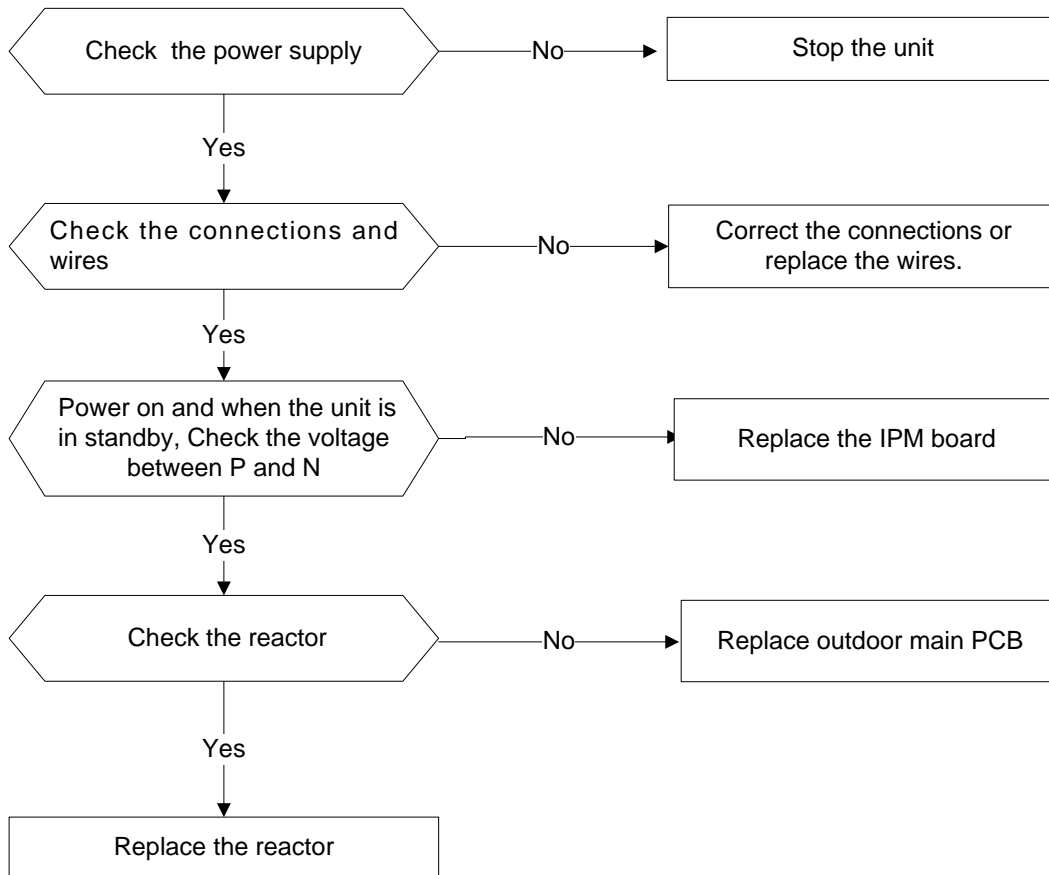 Check the power supply
No
Stop the unit
Yes
Check the connections and
wires
No
Correct the connections or
replace the wires.
Yes
Power on and when the unit is
in standby, Check the voltage
between P and N
No
Replace the IPM board
Yes
Check the reactor
No
Replace outdoor main PCB
Yes
Replace the reactor